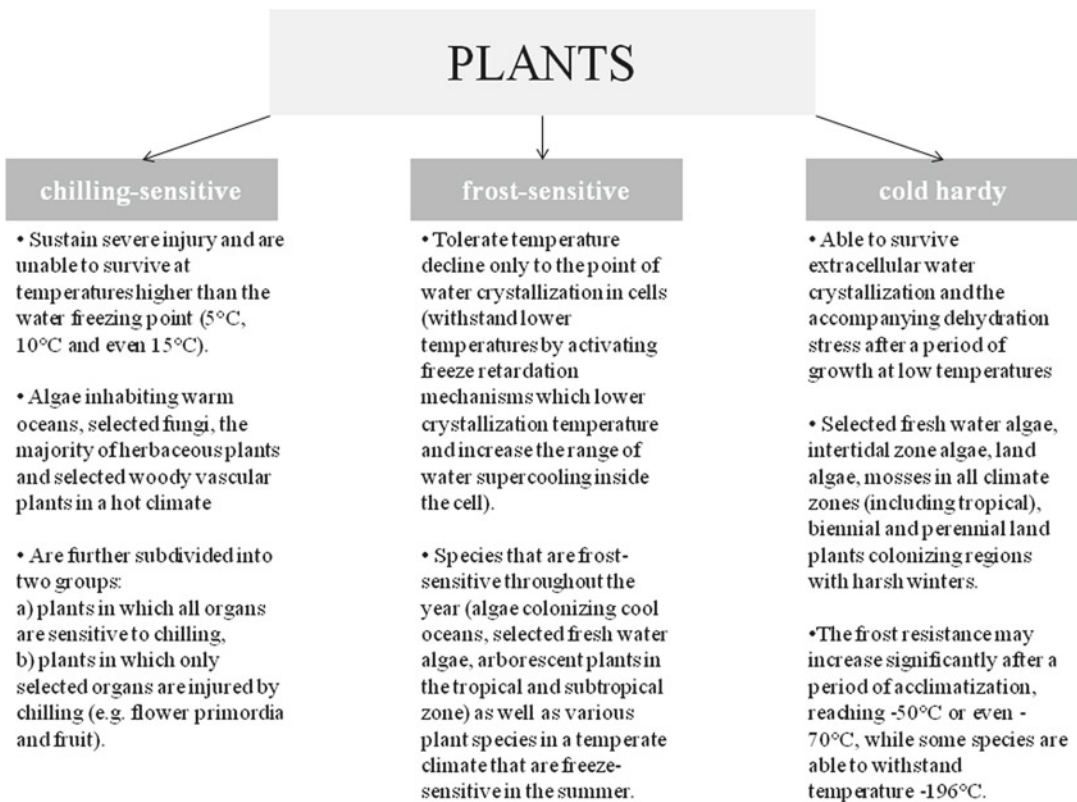 PLANTS
chilling-sensitive
• Sustain severe injury and are
unable to survive at
temperatures higher than the
water freezing point (5°C,
10°C and even 15°C).
• Algae inhabiting warm
oceans, selected fungi, the
majority of herbaceous plants
and selected woody vascular
plants in a hot climate
• Are further subdivided into
two groups:
a) plants in which all organs
are sensitive to chilling,
b) plants in which only
selected organs are injured by
chilling (e.g. flower primordia
and fruit).
frost-sensitive
• Tolerate temperature
decline only to the point of
water crystallization in cells
(withstand lower
temperatures by activating
freeze retardation
mechanisms which lower
crystallization temperature
and increase the range of
water supercooling inside
the cell).
• Species that are frost-
sensitive throughout the
year (algae colonizing cool
oceans, selected fresh water
algae, arborescent plants in
the tropical and subtropical
zone) as well as various
plant species in a temperate
climate that are freeze-
sensitive in the summer.
cold hardy
• Able to survive
extracellular water
crystallization and the
accompanying dehydration
stress after a period of
growth at low temperatures
• Selected fresh water algae,
intertidal zone algae, land
algae, mosses in all climate
zones (including tropical),
biennial and perennial land
plants colonizing regions
with harsh winters.
•The frost resistance may
increase significantly after a
period of acclimatization,
reaching -50°C or even -
70°C, while some species are
able to withstand
temperature -196°C.